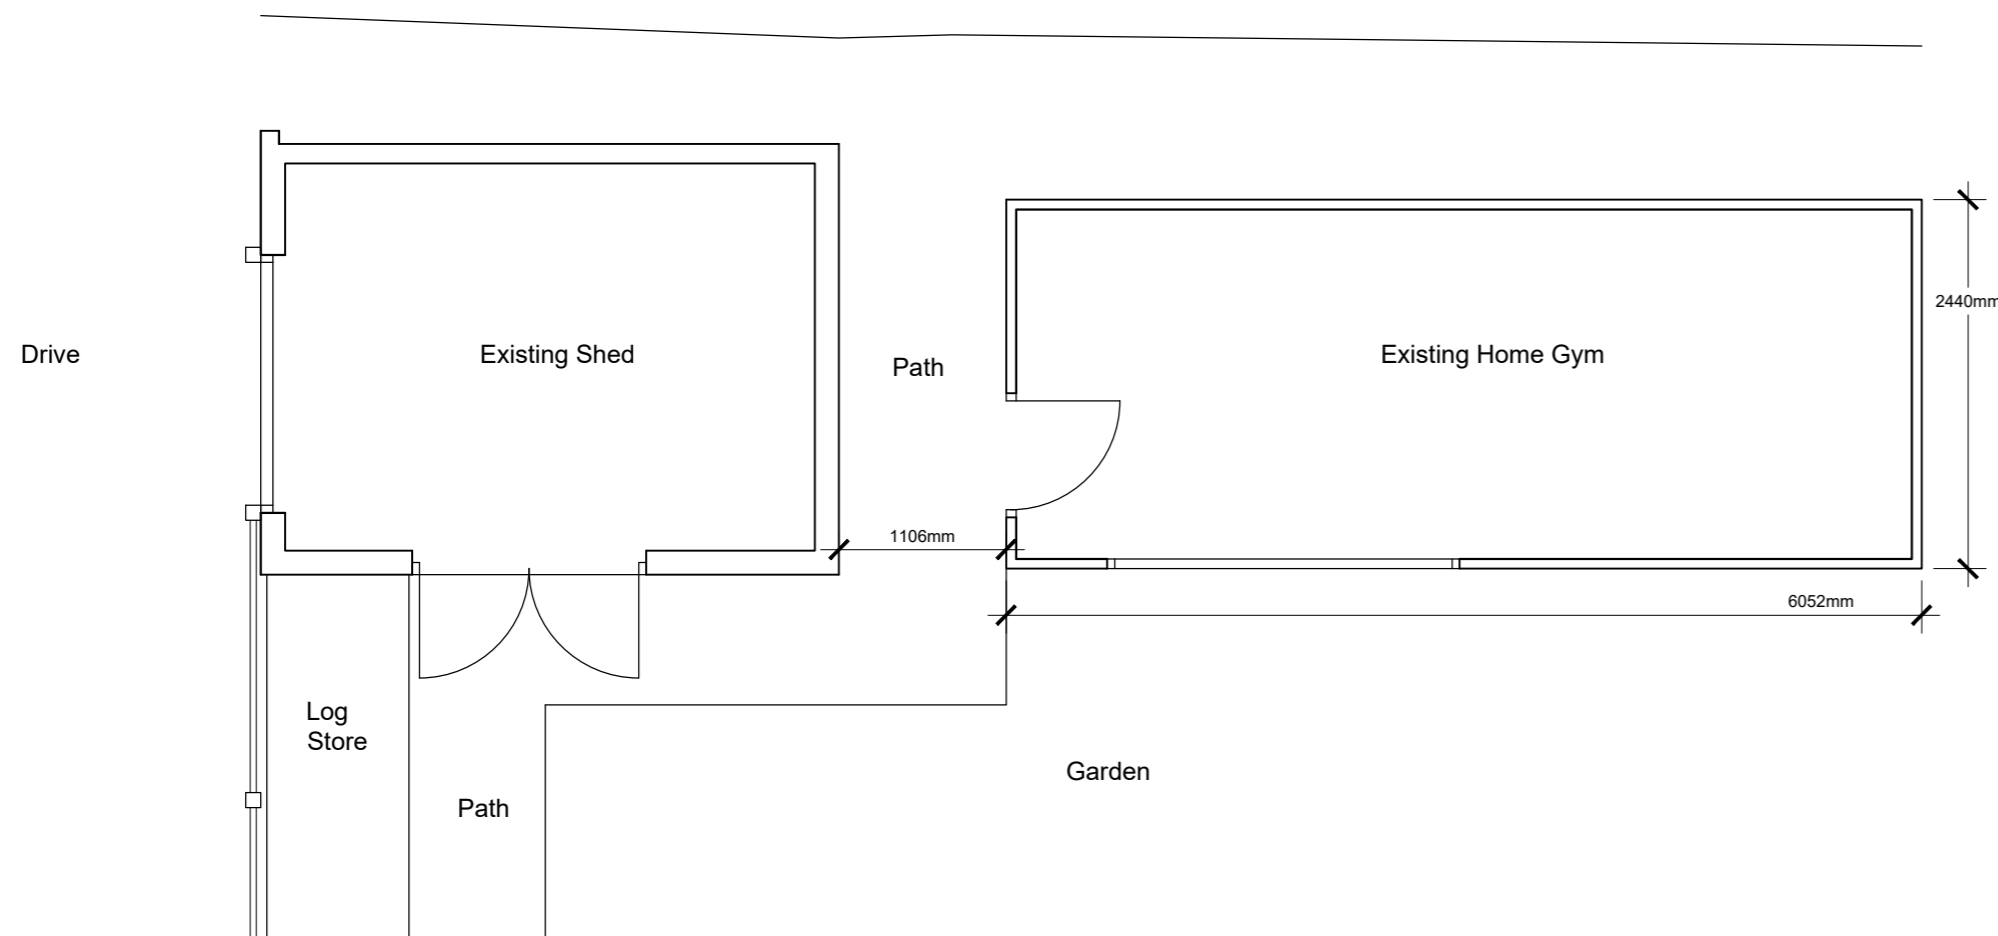 2440mm
Drive
Existing Shed
Path
Existing Home Gym
1106mm
6052mm
Log
Store
Garden
Path